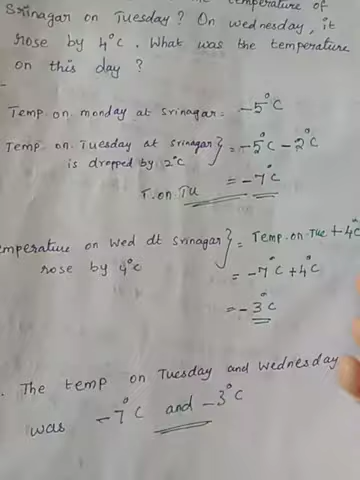 temperature of
Srinagar on Tuesday? On wednesday, it
rose by 4°c. What was the temperature
on this day?
Temp. on monday at srinagar = -5°C
Temp on Tuesday at srinagar } = -5°C - 2°C
is dropped by 2°C
T. on Tu = -7°C
emperature on Wed at Srinagar } = Temp. on Tue + 4°C
rose by 4°C = -7°C + 4°C
= -3°C
. The temp on Tuesday and Wednesday
was -7°C and -3°C